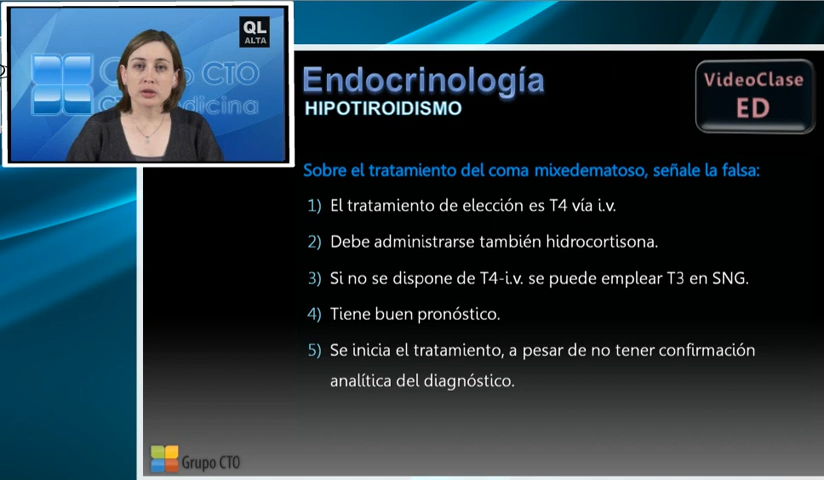 QL
ALTA
Grupo CTO
Medicina
Endocrinología
HIPOTIROIDISMO
VideoClase
ED
Sobre el tratamiento del coma mixedematoso, señale la falsa:
1) El tratamiento de elección es T4 vía i.v.
2) Debe administrarse también hidrocortisona.
3) Si no se dispone de T4-i.v. se puede emplear T3 en SNG.
4) Tiene buen pronóstico.
5) Se inicia el tratamiento, a pesar de no tener confirmación
analítica del diagnóstico.
Grupo CTO